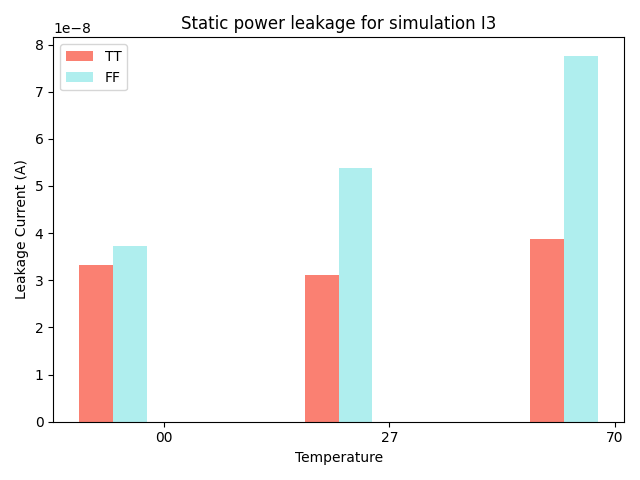 Static power leakage for simulation I3
1e−8
8
7
6
5
4
3
2
1
0
Leakage Current (A)
TT
FF
00
27
70
Temperature